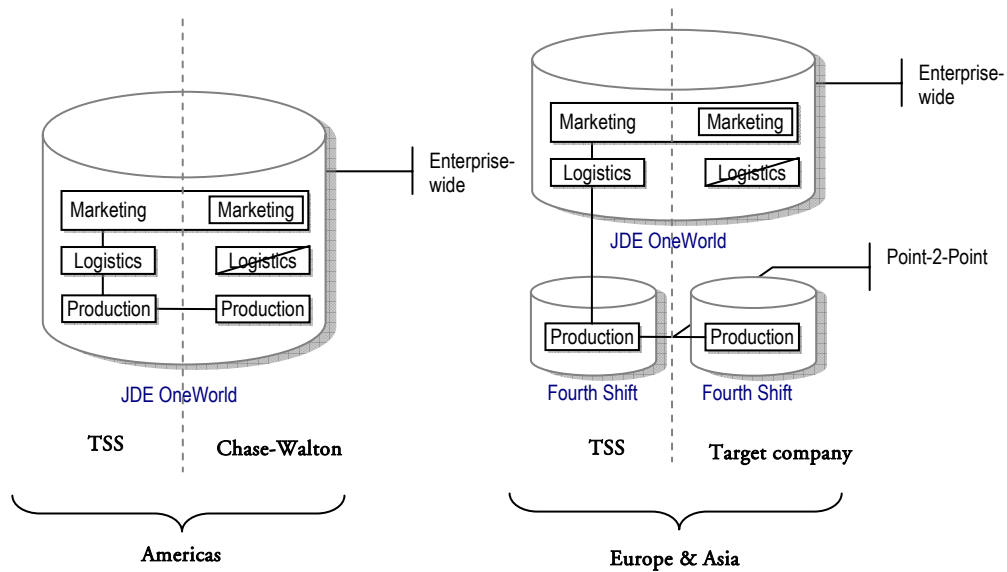 Enterprise-
wide
Marketing
Marketing
Logistics
Logistics
Production
Production
JDE OneWorld
TSS
Chase-Walton
Americas
Enterprise-
wide
Marketing
Marketing
Logistics
Logistics
JDE OneWorld
Point-2-Point
Production
Production
Fourth Shift
Fourth Shift
TSS
Target company
Europe & Asia